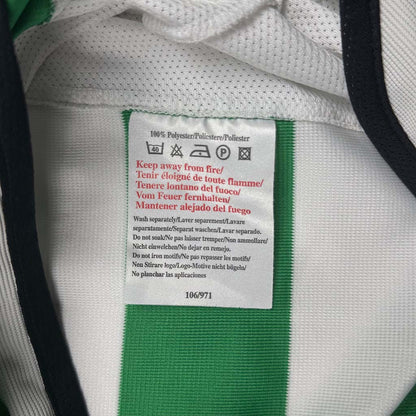 100% Polyester/Poliestere/Poliester
40 P
Keep away from fire/
Tenir éloigné de toute flamme/
Tenere lontano del fuoco/
Vom Feuer fernhalten/
Mantener alejado del fuego
Wash separately/Laver separement/Lavare
separatamente/Separat waschen/Lavar separado.
Do not soak/Ne pas laisser tremper/Non ammollare/
Nicht einweichen/No dejar en remojo.
Do not iron motifs/Ne pas repasser les motifs/
Non Stirare logo/Logo-Motive nicht bügeln/
No planchar las aplicaciones
106/971